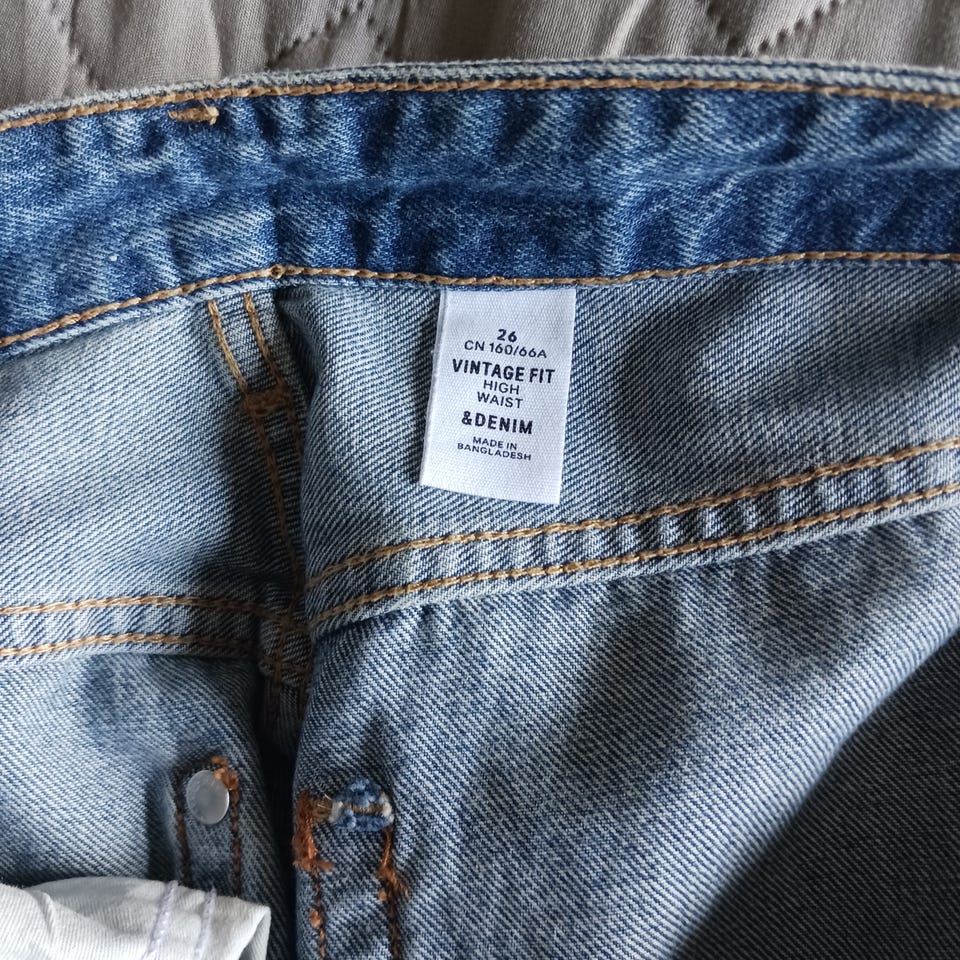 26
CN 160/66A
VINTAGE FIT
HIGH
WAIST
&DENIM
MADE IN
BANGLADESH